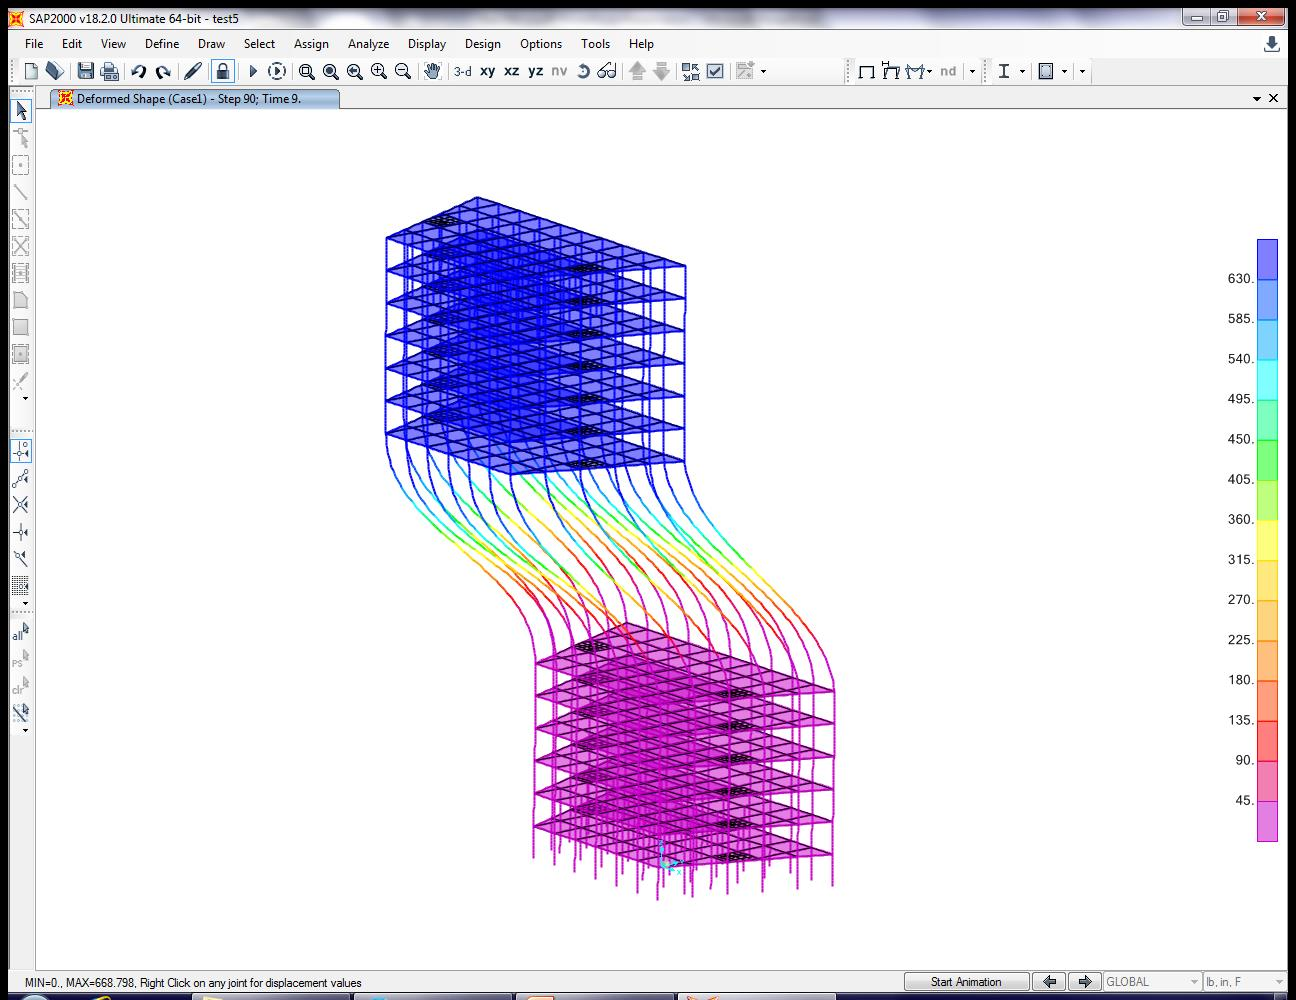 SAP2000 v18.2.0 Ultimate 64-bit - test5
File Edit View Define Draw Select Assign Analyze Display Design Options Tools Help
3-d xy xz yz nv nd
Deformed Shape (Case1) - Step 90; Time 9.
630.
585.
540.
495.
450.
405.
360.
315.
270.
225.
180.
135.
90.
45.
all
ps
clr
MIN=0., MAX=668.798, Right Click on any joint for displacement values
Start Animation
GLOBAL
lb, in, F